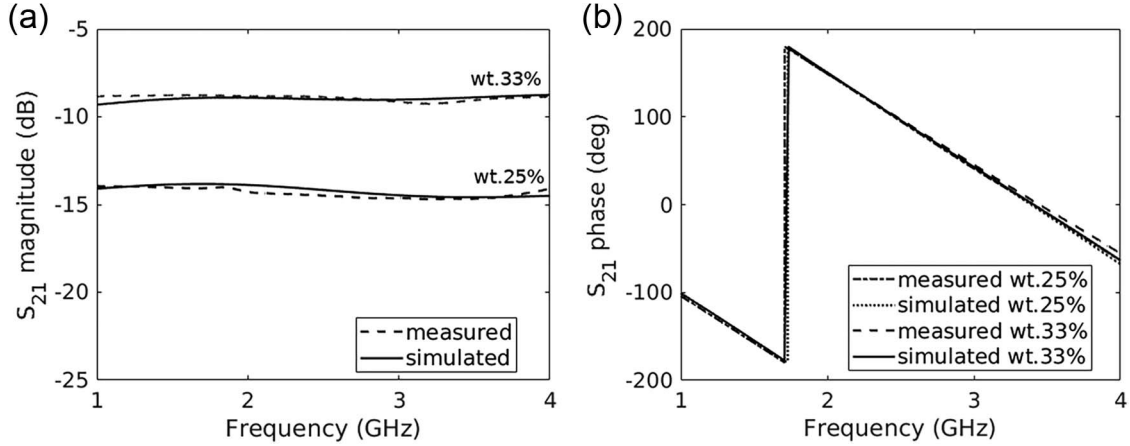 (a)
S21 magnitude (dB)
-5
-10
-15
-20
-25
wt.33%
wt.25%
measured
simulated
1 2 3 4
Frequency (GHz)
(b)
S21 phase (deg)
200
100
0
-100
-200
measured wt.25%
simulated wt.25%
measured wt.33%
simulated wt.33%
1 2 3 4
Frequency (GHz)